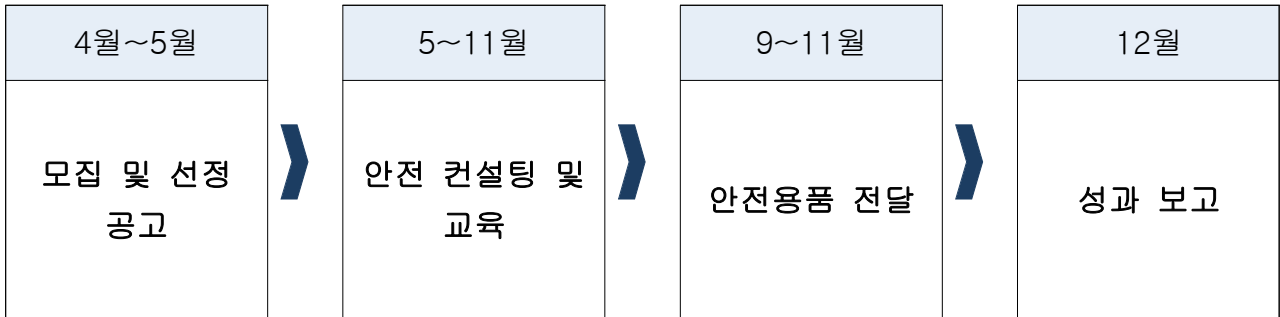 4월~5월
모집 및 선정
공고
5~11월
안전 컨설팅 및
교육
9~11월
안전용품 전달
12월
성과 보고